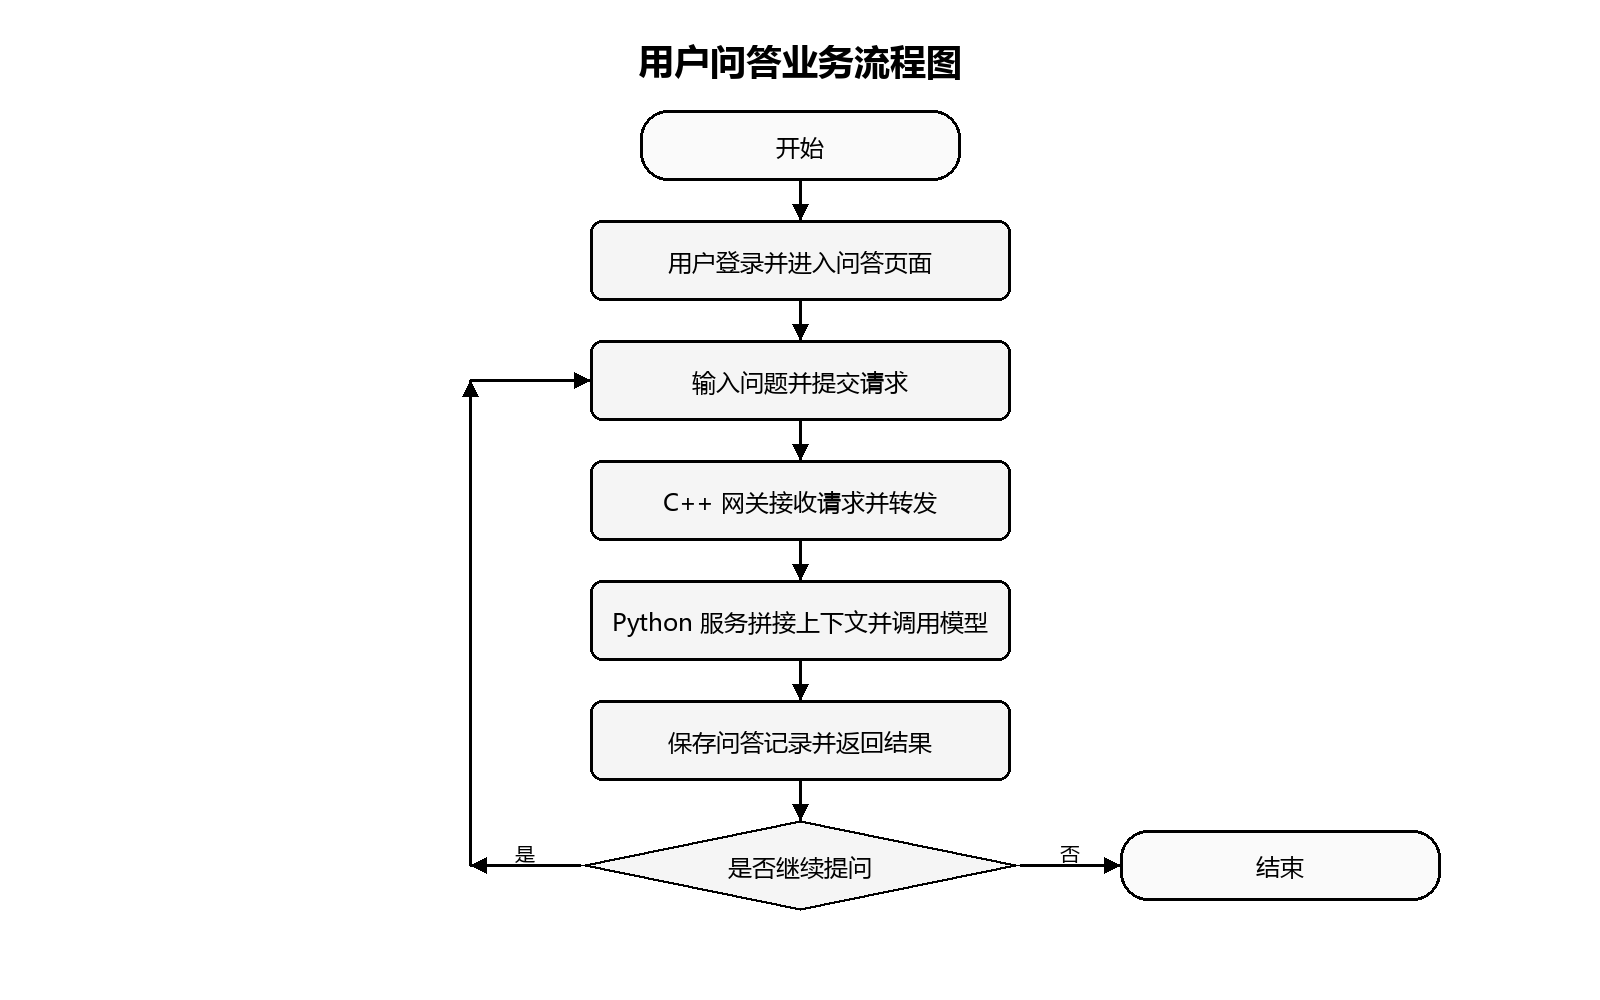 用户问答业务流程图
开始
用户登录并进入问答页面
输入问题并提交请求
C++ 网关接收请求并转发
Python 服务拼接上下文并调用模型
保存问答记录并返回结果
是
是否继续提问
否
结束